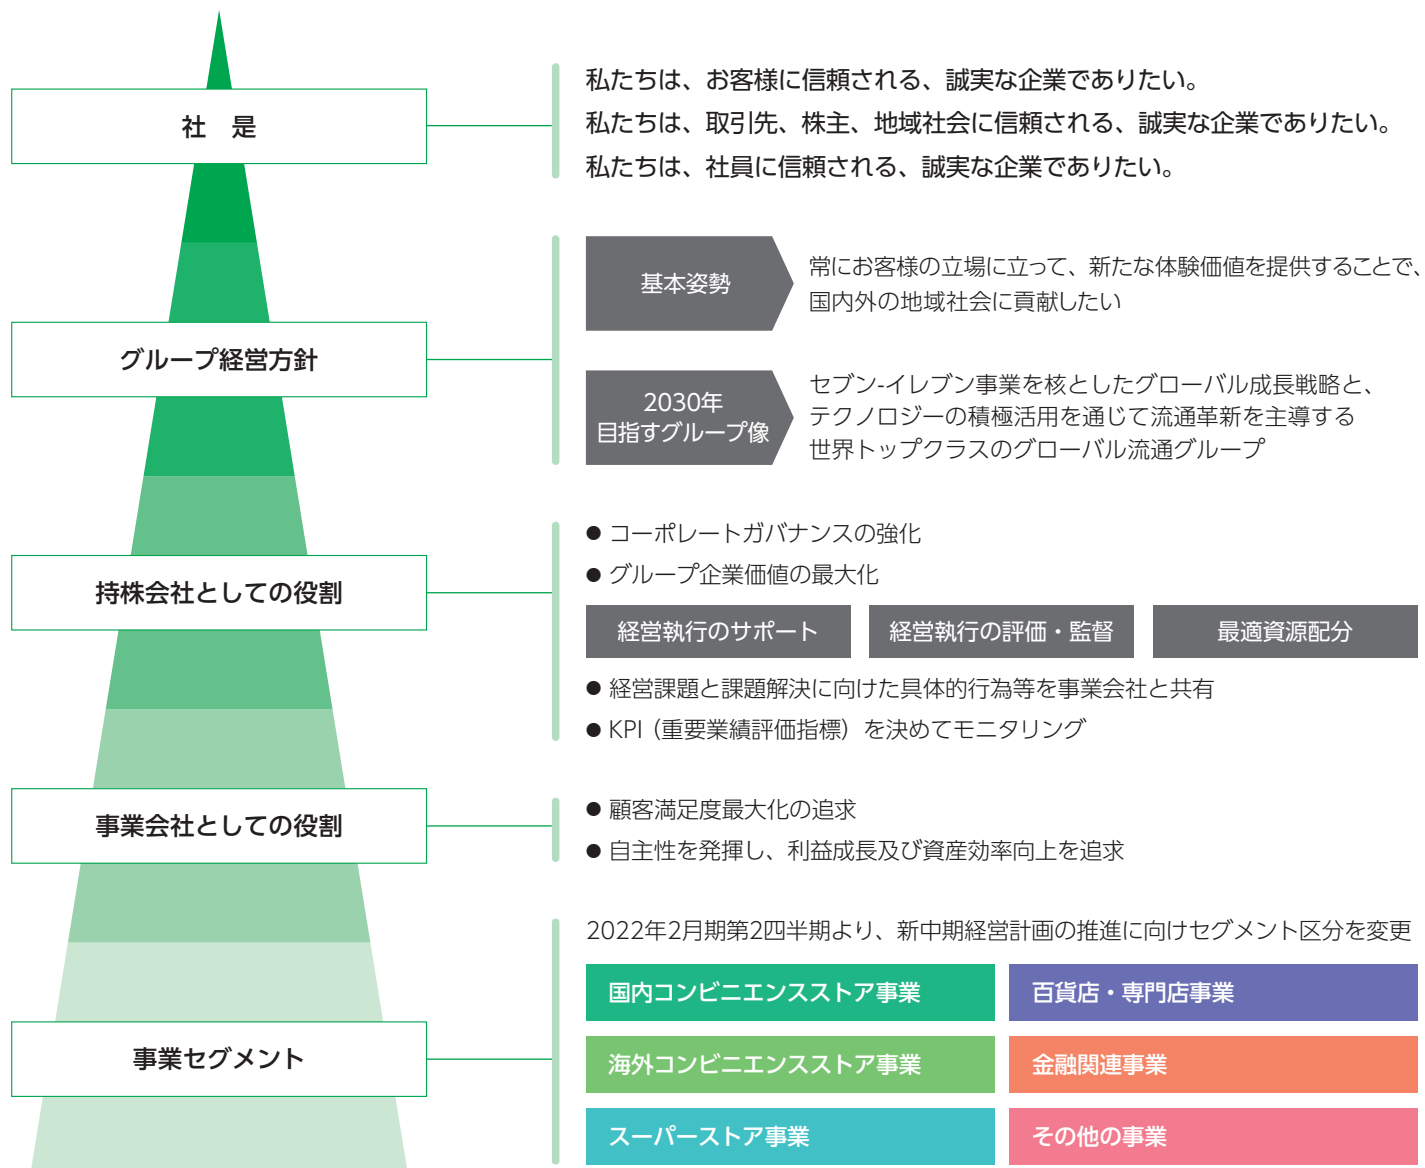 社　是
私たちは、お客様に信頼される、誠実な企業でありたい。
私たちは、取引先、株主、地域社会に信頼される、誠実な企業でありたい。
私たちは、社員に信頼される、誠実な企業でありたい。
グループ経営方針
基本姿勢
常にお客様の立場に立って、新たな体験価値を提供することで、
国内外の地域社会に貢献したい
2030年
目指すグループ像
セブン-イレブン事業を核としたグローバル成長戦略と、
テクノロジーの積極活用を通じて流通革新を主導する
世界トップクラスのグローバル流通グループ
持株会社としての役割
● コーポレートガバナンスの強化
● グループ企業価値の最大化
経営執行のサポート
経営執行の評価・監督
最適資源配分
● 経営課題と課題解決に向けた具体的行為等を事業会社と共有
● KPI（重要業績評価指標）を決めてモニタリング
事業会社としての役割
● 顧客満足度最大化の追求
● 自主性を発揮し、利益成長及び資産効率向上を追求
事業セグメント
2022年2月期第2四半期より、新中期経営計画の推進に向けセグメント区分を変更
国内コンビニエンスストア事業
百貨店・専門店事業
海外コンビニエンスストア事業
金融関連事業
スーパーストア事業
その他の事業